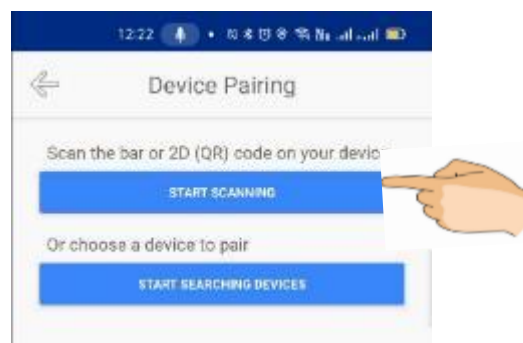 12:22
Device Pairing
Scan the bar or 2D (QR) code on your devic
START SCANNING
Or choose a device to pair
START SEARCHING DEVICES